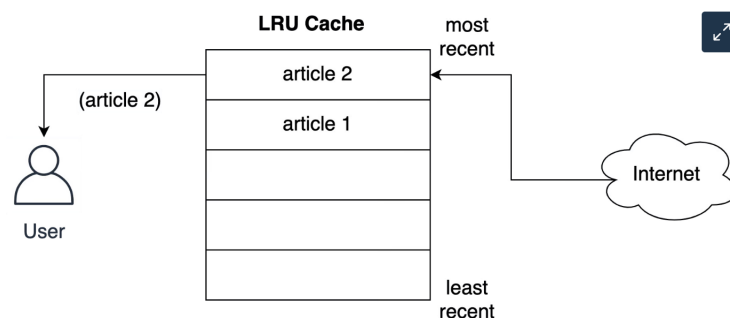 LRU Cache
most
recent
article 2
(article 2)
article 1
Internet
User
least
recent